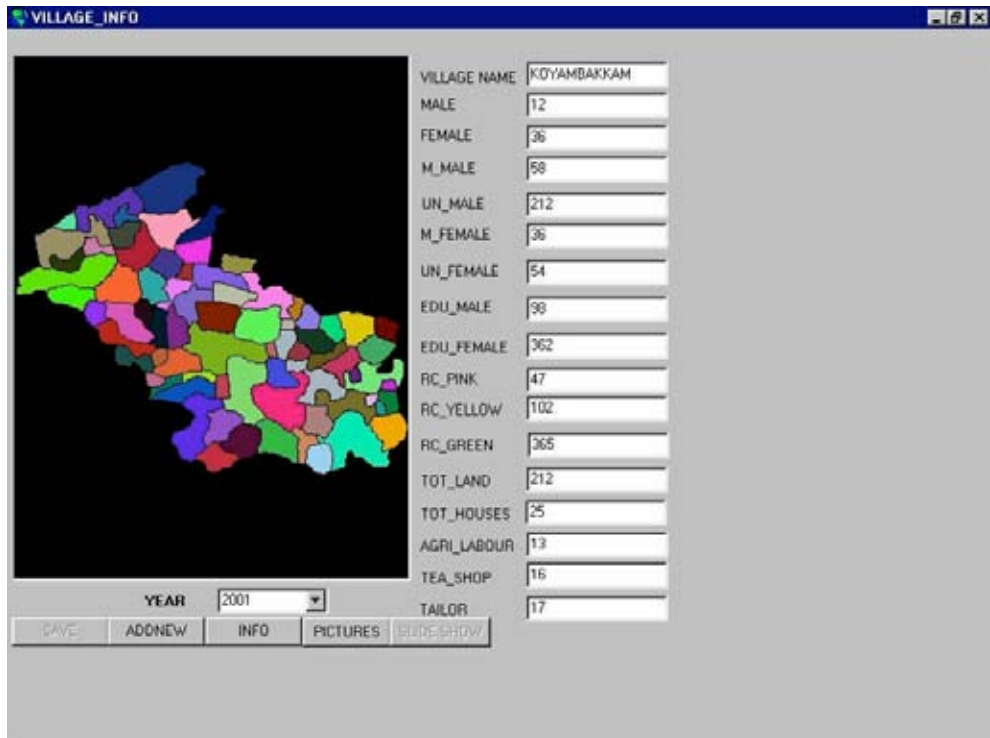 VILLAGE_INFO
VILLAGE NAME KOYAMBAKKAM
MALE 12
FEMALE 36
M_MALE 58
UN_MALE 212
M_FEMALE 36
UN_FEMALE 54
EDU_MALE 98
EDU_FEMALE 362
RC_PINK 47
RC_YELLOW 102
RC_GREEN 365
TOT_LAND 212
TOT_HOUSES 25
AGRI_LABOUR 13
TEA_SHOP 16
TAILOR 17
YEAR 2001
SAVE ADDNEW INFO PICTURES SLIDE SHOW